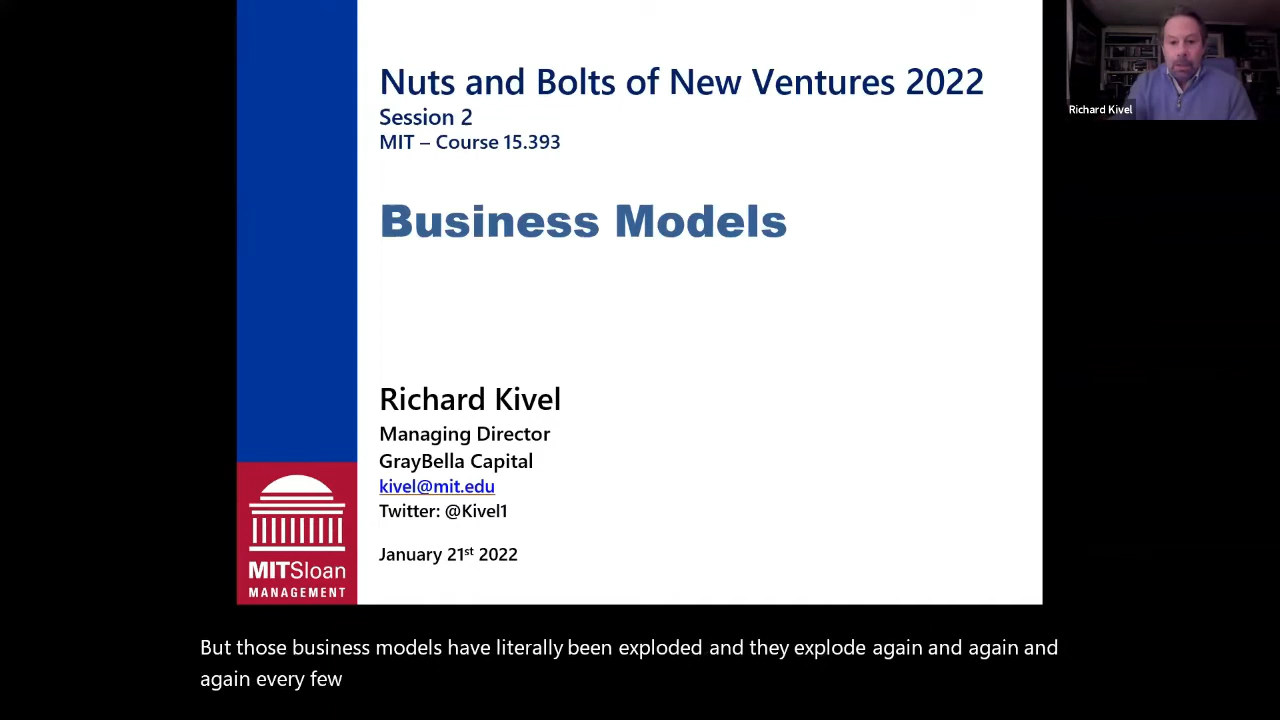 Nuts and Bolts of New Ventures 2022
Session 2
MIT – Course 15.393
Business Models
Richard Kivel
Managing Director
GrayBella Capital
kivel@mit.edu
Twitter: @Kivel1
January 21st 2022
MITSloan
MANAGEMENT
Richard Kivel
But those business models have literally been exploded and they explode again and again and
again every few